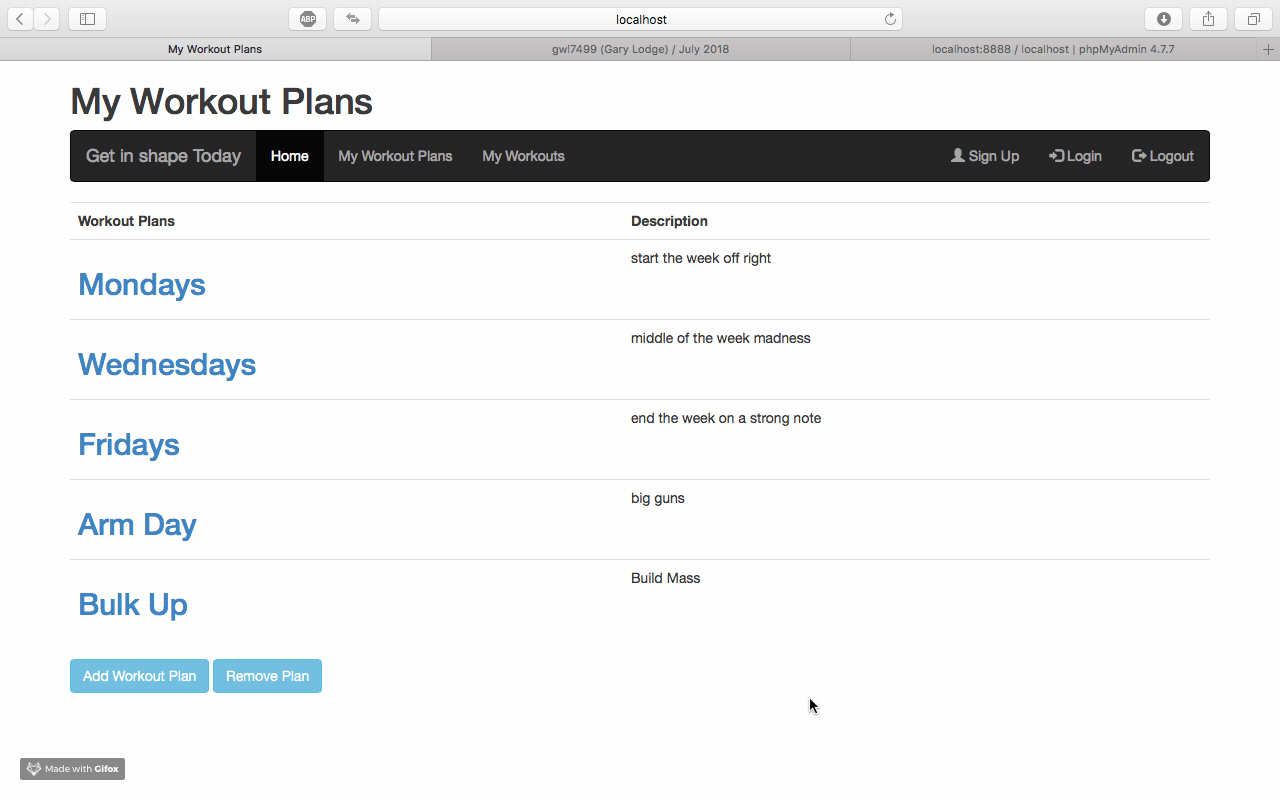 ABP
localhost
My Workout Plans
gwl7499 (Gary Lodge) / July 2018
localhost:8888 / localhost | phpMyAdmin 4.7.7
My Workout Plans
Get in shape Today Home My Workout Plans My Workouts Sign Up Login Logout
Workout Plans Description
Mondays start the week off right
Wednesdays middle of the week madness
Fridays end the week on a strong note
Arm Day big guns
Bulk Up Build Mass
Add Workout Plan Remove Plan
Made with Gifox